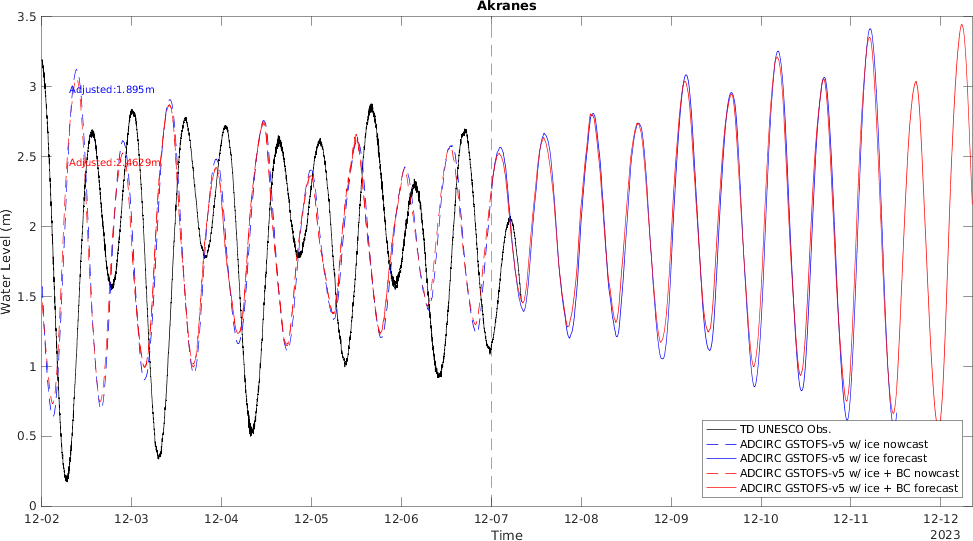 Akranes
3.5
3
2.5
2
1.5
1
0.5
0
Water Level (m)
Adjusted:1.895m
Adjusted:2.4629m
TD UNESCO Obs.
ADCIRC GSTOFS-v5 w/ ice nowcast
ADCIRC GSTOFS-v5 w/ ice forecast
ADCIRC GSTOFS-v5 w/ ice + BC nowcast
ADCIRC GSTOFS-v5 w/ ice + BC forecast
12-02 12-03 12-04 12-05 12-06 12-07 12-08 12-09 12-10 12-11 12-12
Time
2023